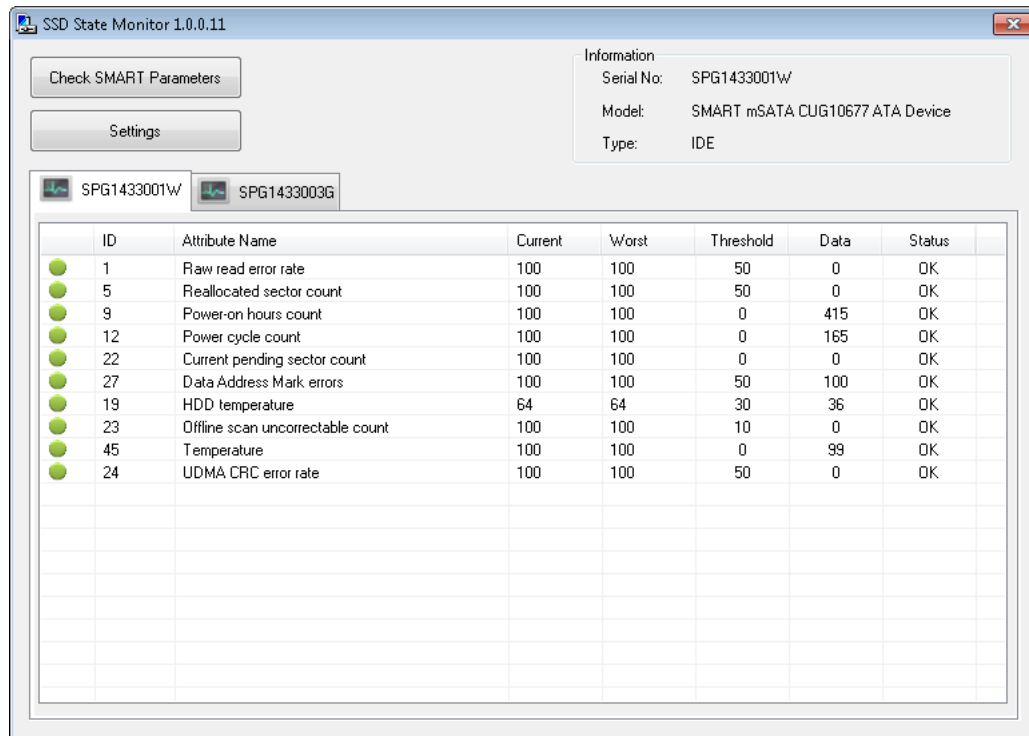 SSD State Monitor 1.0.0.11
Check SMART Parameters
Settings
Information
Serial No: SPG1433001W
Model: SMART mSATA CUG10677 ATA Device
Type: IDE
SPG1433001W SPG1433003G
ID Attribute Name Current Worst Threshold Data Status
1 Raw read error rate 100 100 50 0 OK
5 Reallocated sector count 100 100 50 0 OK
9 Power-on hours count 100 100 0 415 OK
12 Power cycle count 100 100 0 165 OK
22 Current pending sector count 100 100 0 0 OK
27 Data Address Mark errors 100 100 50 100 OK
19 HDD temperature 64 64 30 36 OK
23 Offline scan uncorrectable count 100 100 10 0 OK
45 Temperature 100 100 0 99 OK
24 UDMA CRC error rate 100 100 50 0 OK